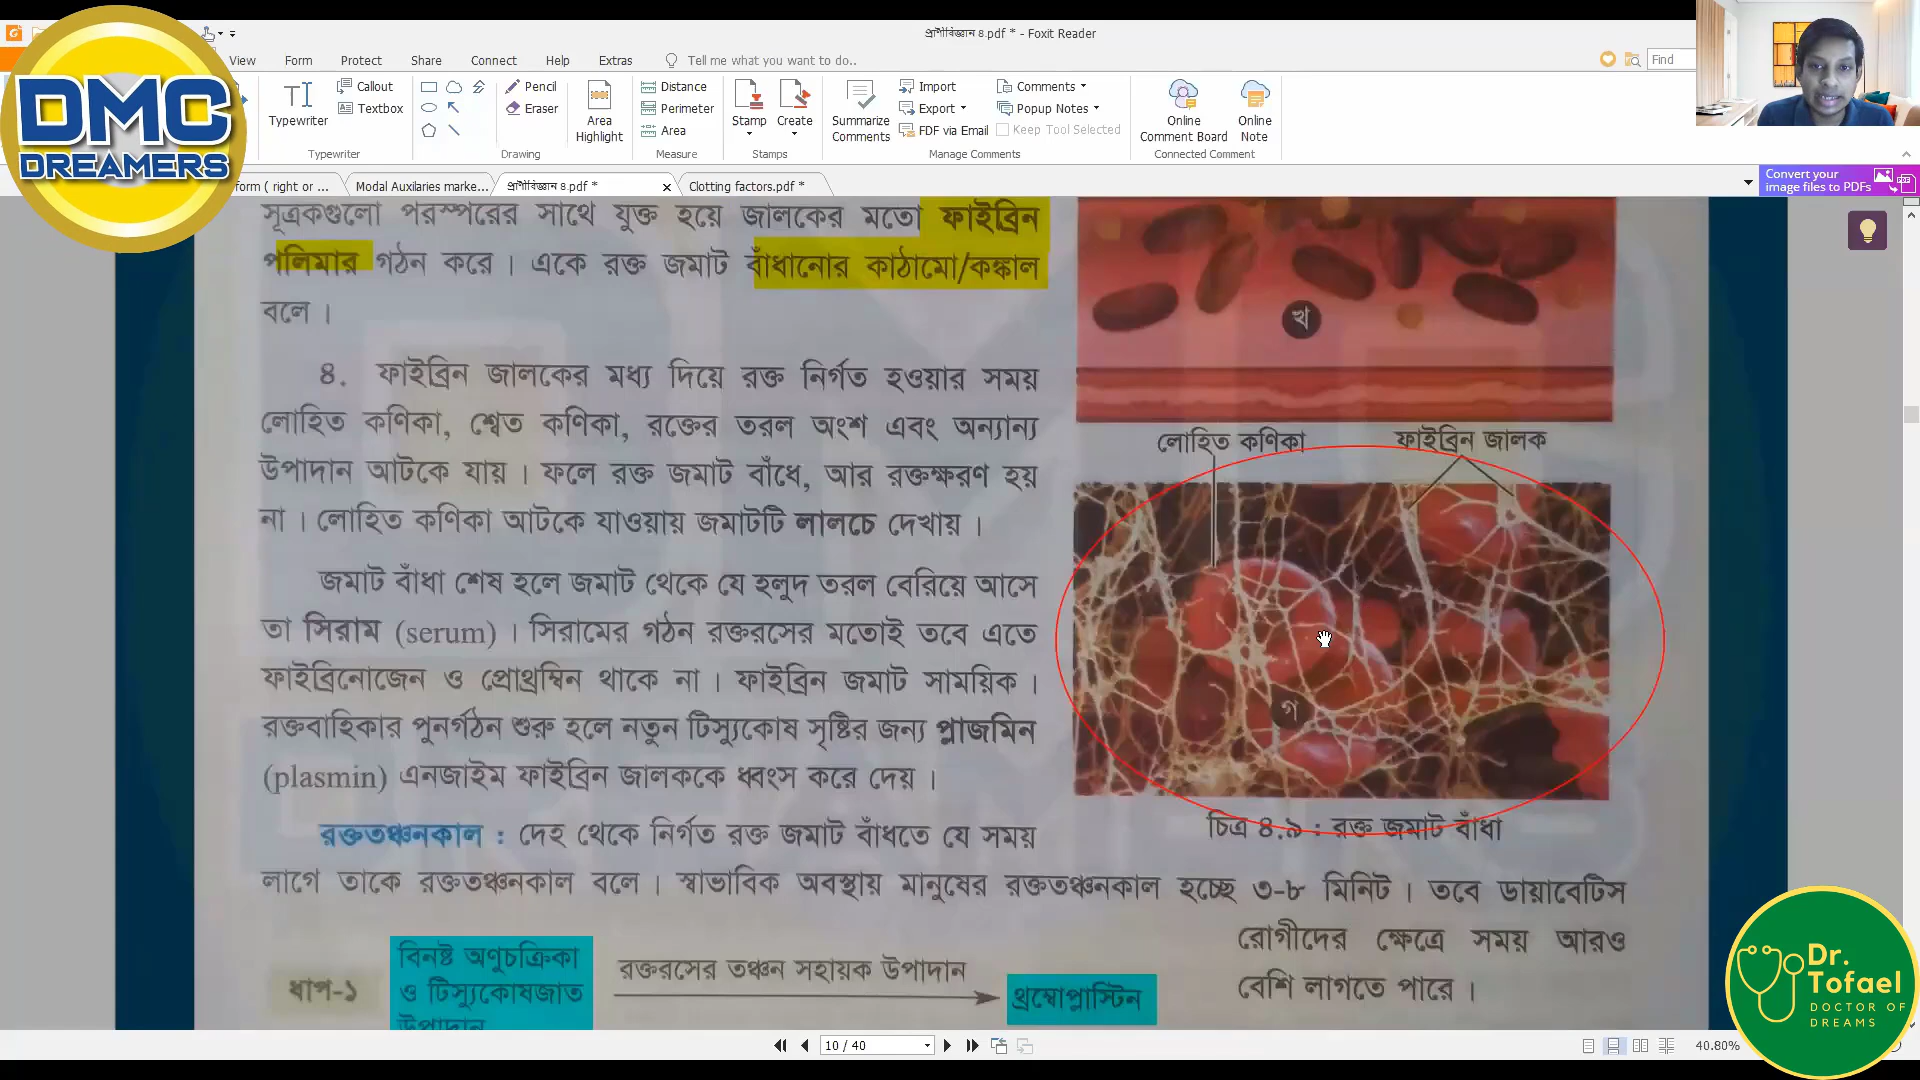 প্রাণীবিজ্ঞান ৪.pdf * - Foxit Reader
View Form Protect Share Connect Help Extras Tell me what you want to do..
Find
Typewriter
Callout
Textbox
Typewriter
Pencil
Eraser
Drawing
Area Highlight
Distance
Perimeter
Area
Measure
Stamp
Create
Stamps
Summarize Comments
Import
Export
FDF via Email
Comments
Popup Notes
Keep Tool Selected
Manage Comments
Online Comment Board
Online Note
Connected Comment
DMC
DREAMERS
form ( right or ...
Modal Auxilaries marke...
প্রাণীবিজ্ঞান ৪.pdf *
Clotting factors.pdf *
Convert your
image files to PDFs
সূত্রকগুলো পরস্পরের সাথে যুক্ত হয়ে জালকের মতো ফাইব্রিন
পলিমার গঠন করে। একে রক্ত জমাট বাঁধানোর কাঠামো/কঙ্কাল
বলে।
৪. ফাইব্রিন জালকের মধ্য দিয়ে রক্ত নির্গত হওয়ার সময়
লোহিত কণিকা, শ্বেত কণিকা, রক্তের তরল অংশ এবং অন্যান্য
উপাদান আটকে যায়। ফলে রক্ত জমাট বাঁধে, আর রক্তক্ষরণ হয়
না। লোহিত কণিকা আটকে যাওয়ায় জমাটটি লালচে দেখায়।
জমাট বাঁধা শেষ হলে জমাট থেকে যে হলুদ তরল বেরিয়ে আসে
তা সিরাম (serum)। সিরামের গঠন রক্তরসের মতোই তবে এতে
ফাইব্রিনোজেন ও প্রোথ্রম্বিন থাকে না। ফাইব্রিন জমাট সাময়িক।
রক্তবাহিকার পুনর্গঠন শুরু হলে নতুন টিস্যুকোষ সৃষ্টির জন্য প্লাজমিন
(plasmin) এনজাইম ফাইব্রিন জালককে ধ্বংস করে দেয়।
খ
লোহিত কণিকা
ফাইব্রিন জালক
গ
চিত্র ৪.৯ : রক্ত জমাট বাঁধা
রক্ততঞ্চনকাল : দেহ থেকে নির্গত রক্ত জমাট বাঁধতে যে সময়
লাগে তাকে রক্ততঞ্চনকাল বলে। স্বাভাবিক অবস্থায় মানুষের রক্ততঞ্চনকাল হচ্ছে ৩-৮ মিনিট। তবে ডায়াবেটিস
রোগীদের ক্ষেত্রে সময় আরও
বেশি লাগতে পারে।
ধাপ-১
বিনষ্ট অণুচক্রিকা
ও টিস্যুকোষজাত
উপাদান
রক্তরসের তঞ্চন সহায়ক উপাদান
থ্রম্বোপ্লাস্টিন
Dr.
Tofael
DOCTOR OF
DREAMS
10 / 40
40.80%